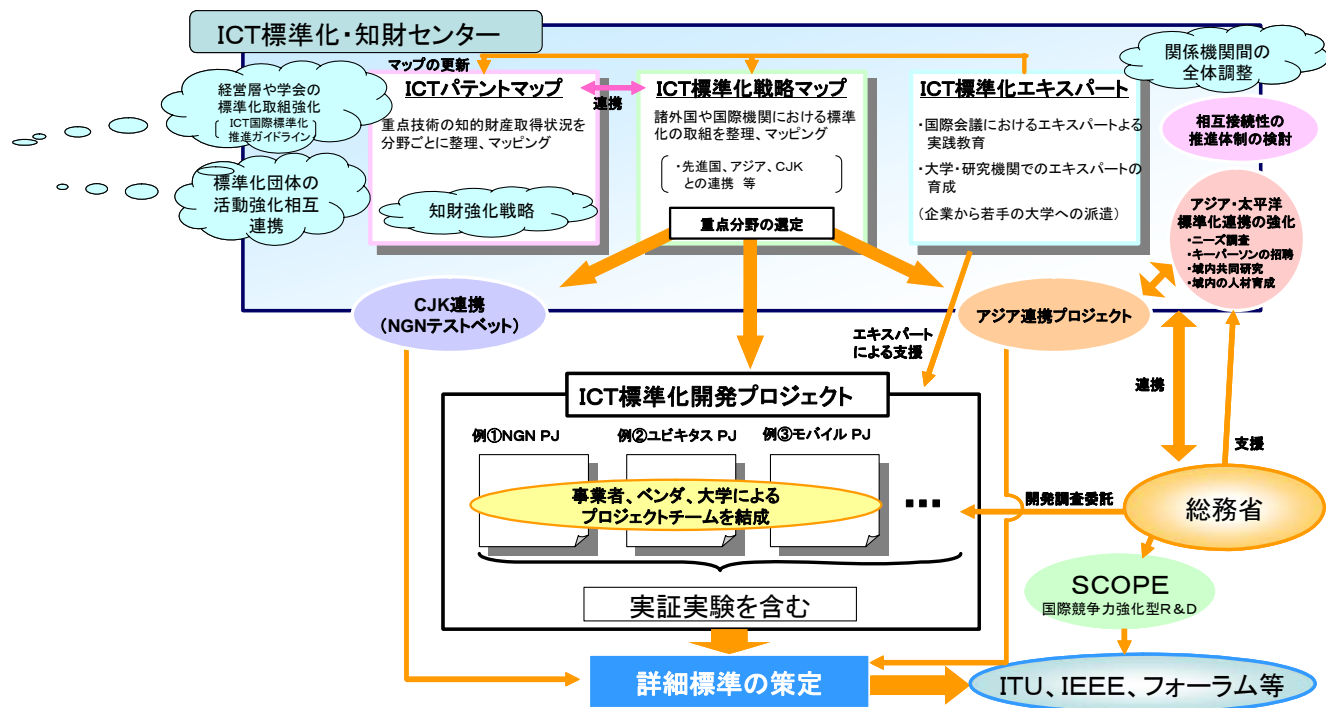 ICT標準化・知財センター
関係機関間の
全体調整
経営層や学会の
標準化取組強化
ICT国際標準化
推進ガイドライン
標準化団体の
活動強化相互
連携
マップの更新
ICTパテントマップ
重点技術の知的財産取得状況を
分野ごとに整理、マッピング
知財強化戦略
連携
ICT標準化戦略マップ
諸外国や国際機関における標準
化の取組を整理、マッピング
・先進国、アジア、CJK
との連携 等
重点分野の選定
ICT標準化エキスパート
・国際会議におけるエキスパートよる
実践教育
・大学・研究機関でのエキスパートの
育成
(企業から若手の大学への派遣)
相互接続性の
推進体制の検討
アジア・太平洋
標準化連携の強化
・ニーズ調査
・キーパーソンの招聘
・域内共同研究
・域内の人材育成
CJK連携
(NGNテストベット)
エキスパート
による支援
アジア連携プロジェクト
連携
支援
ICT標準化開発プロジェクト
例①NGN PJ
例②ユビキタス PJ
例③モバイル PJ
事業者、ベンダ、大学による
プロジェクトチームを結成
…
実証実験を含む
開発調査委託
総務省
SCOPE
国際競争力強化型R&D
詳細標準の策定
ITU、IEEE、フォーラム等